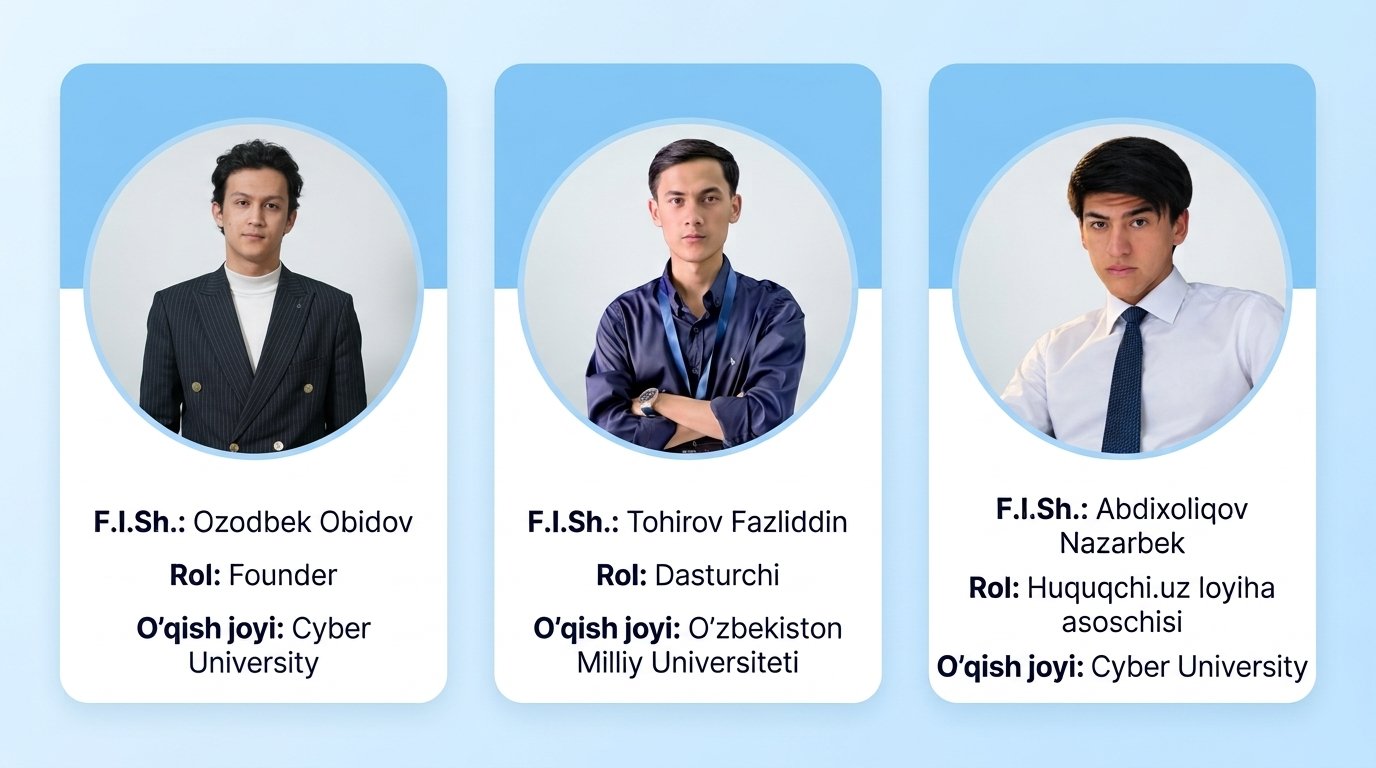 F.I.Sh.: Ozodbek Obidov
Rol: Founder
O‘qish joyi: Cyber
University
F.I.Sh.: Tohirov Fazliddin
Rol: Dasturchi
O‘qish joyi: O‘zbekiston
Milliy Universiteti
F.I.Sh.: Abdixoliqov
Nazarbek
Rol: Huquqchi.uz loyiha
asoschisi
O‘qish joyi: Cyber University